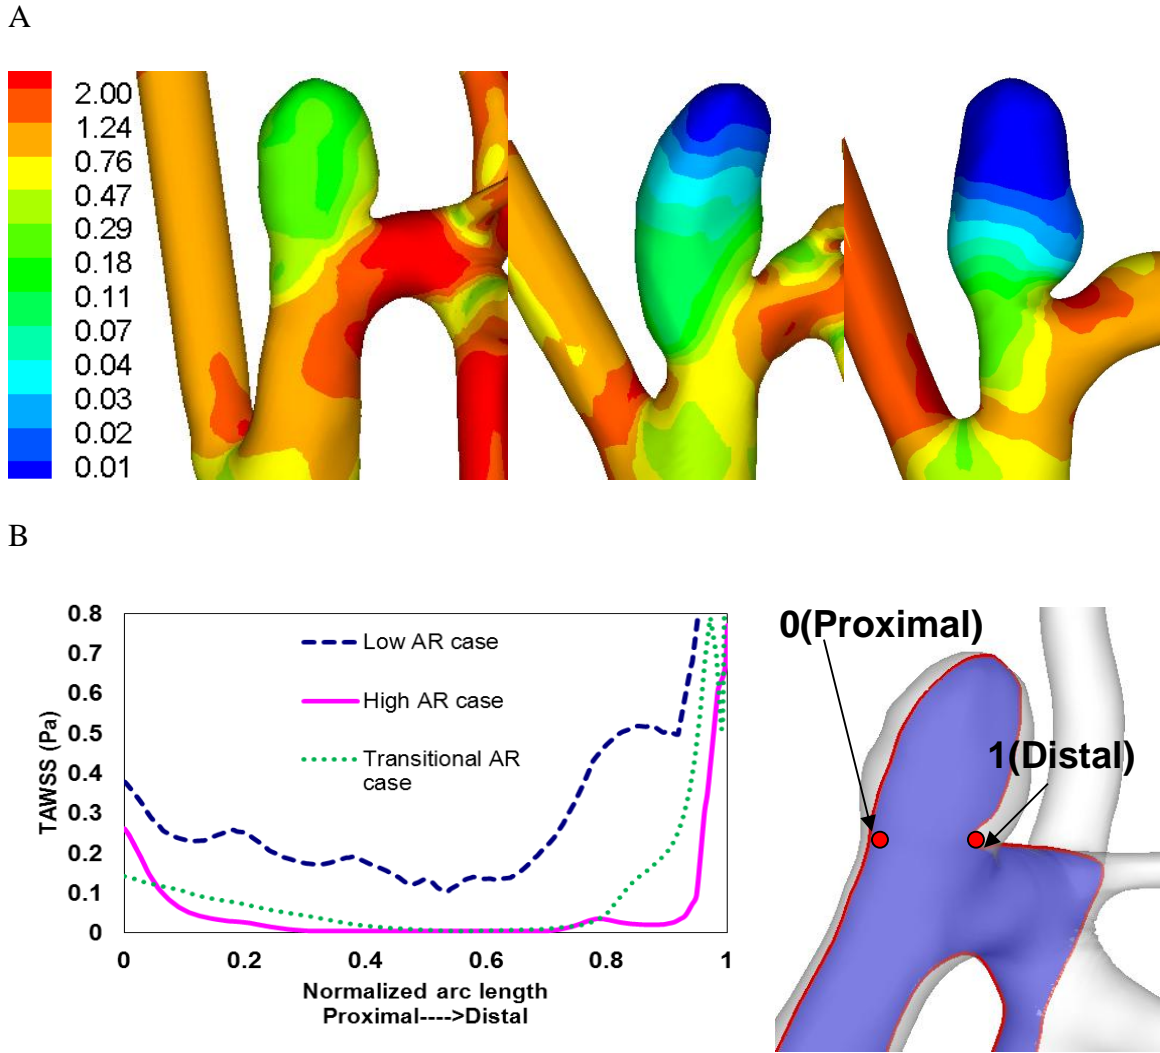 A
2.00
1.24
0.76
0.47
0.29
0.18
0.11
0.07
0.04
0.03
0.02
0.01
B
0.8
0.7
0.6
0.5
0.4
0.3
0.2
0.1
0
TAWSS (Pa)
Low AR case
High AR case
Transitional AR
case
0 0.2 0.4 0.6 0.8 1
Normalized arc length
Proximal---->Distal
0(Proximal)
1(Distal)